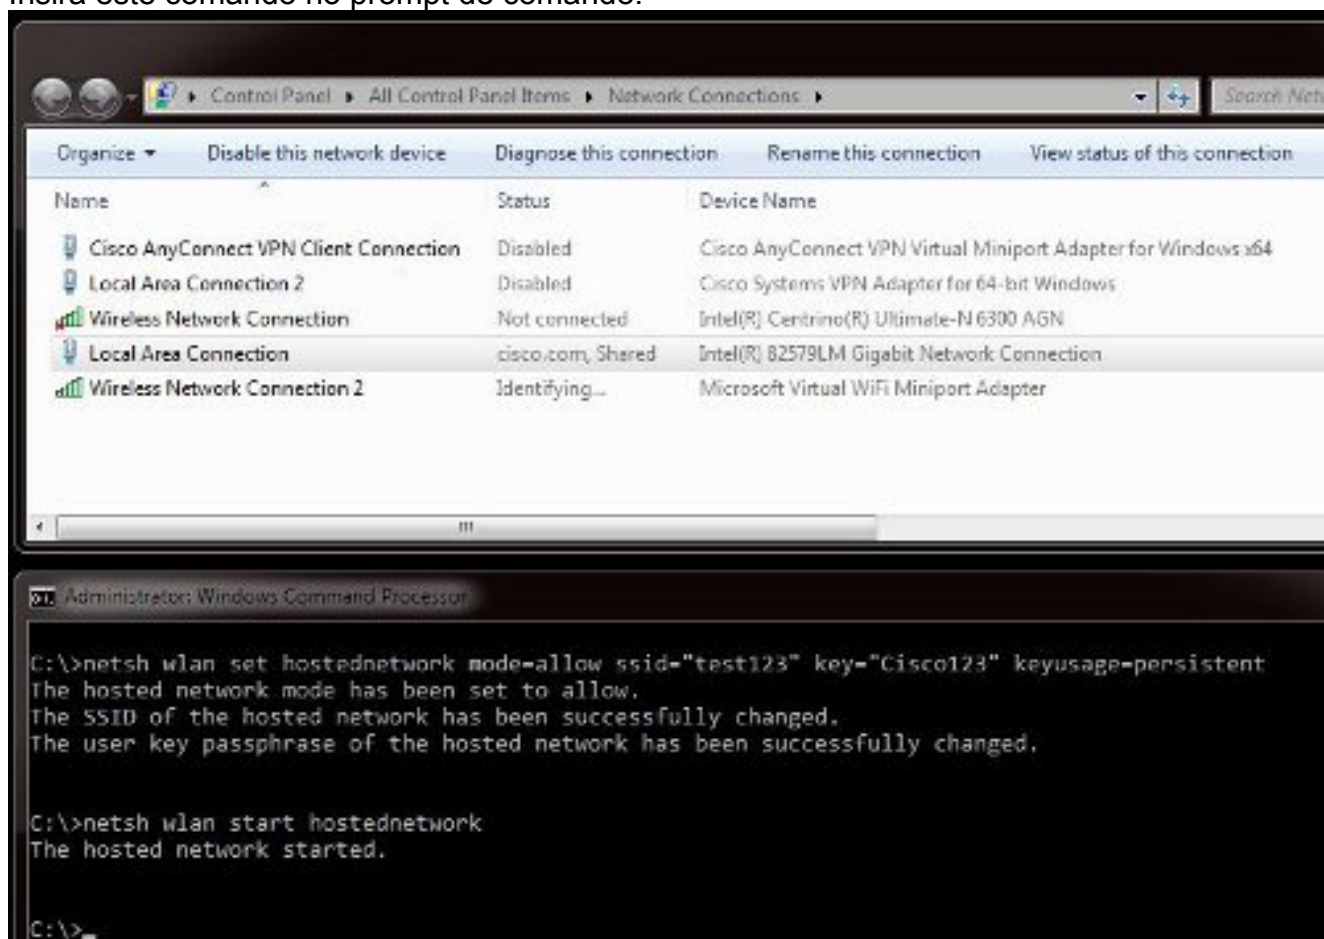 Insira este comando no prompt de comando:
Control Panel ▸ All Control Panel Items ▸ Network Connections ▸
Organize ▾ Disable this network device Diagnose this connection Rename this connection View status of this connection
Name Status Device Name
Cisco AnyConnect VPN Client Connection Disabled Cisco AnyConnect VPN Virtual Miniport Adapter for Windows x64
Local Area Connection 2 Disabled Cisco Systems VPN Adapter for 64-bit Windows
Wireless Network Connection Not connected Intel(R) Centrino(R) Ultimate-N 6300 AGN
Local Area Connection cisco.com, Shared Intel(R) 82579LM Gigabit Network Connection
Wireless Network Connection 2 Identifying... Microsoft Virtual WiFi Miniport Adapter
Administrator: Windows Command Processor
C:\>netsh wlan set hostednetwork mode=allow ssid="test123" key="Cisco123" keyusage=persistent
The hosted network mode has been set to allow.
The SSID of the hosted network has been successfully changed.
The user key passphrase of the hosted network has been successfully changed.
C:\>netsh wlan start hostednetwork
The hosted network started.
C:\>_